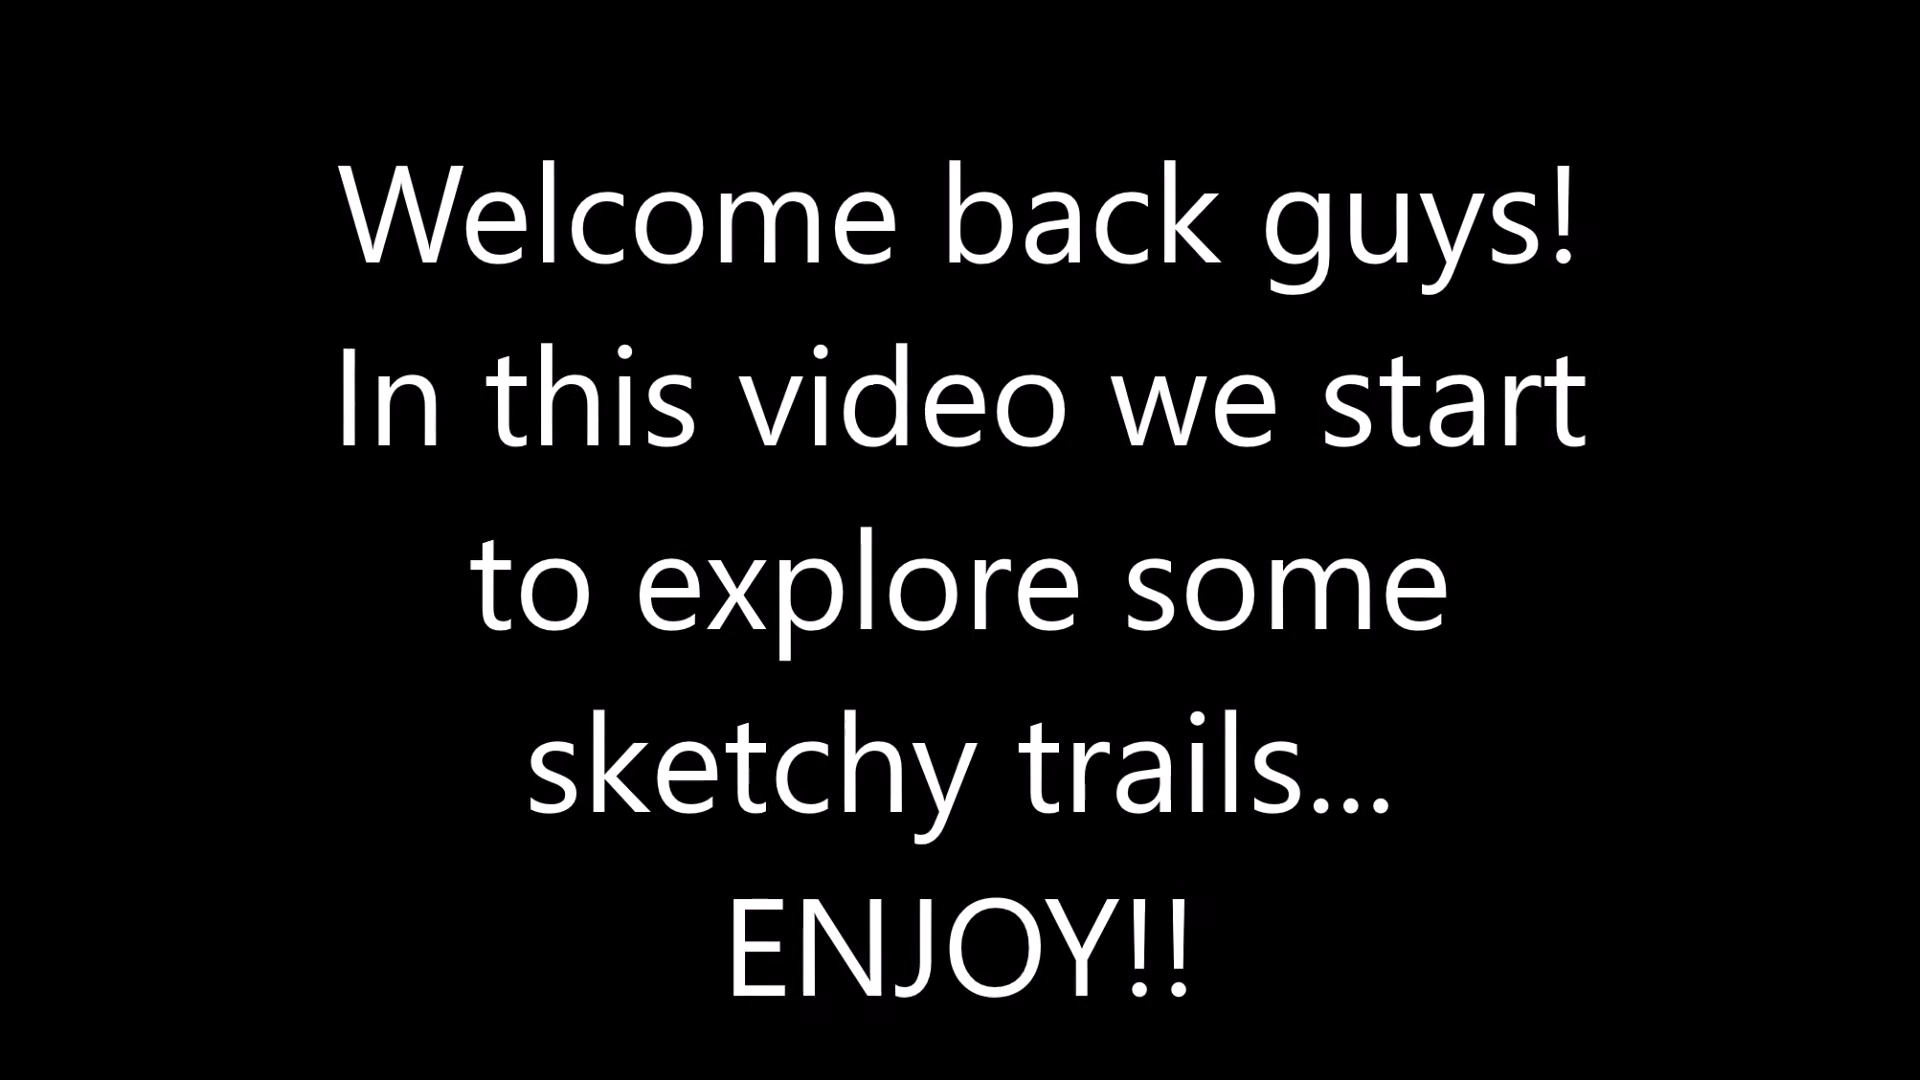 Welcome back guys!
In this video we start
to explore some
sketchy trails...
ENJOY!!